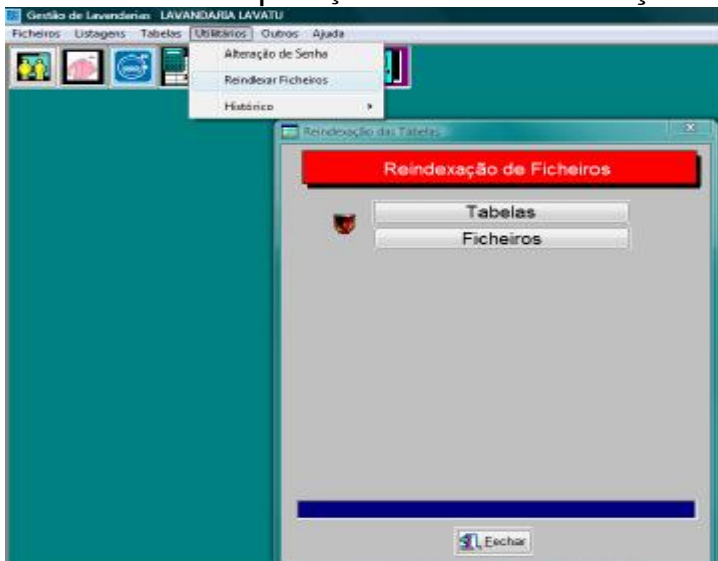 Gestão de Lavenderias LAVANDARIA LAVATU
Ficheiros Listagens Tabelas Utilitários Outros Ajuda
Alteração de Senha
Reindexar Ficheiros
Histórico
Reindexação das Tabelas
Reindexação de Ficheiros
Tabelas
Ficheiros
Fechar